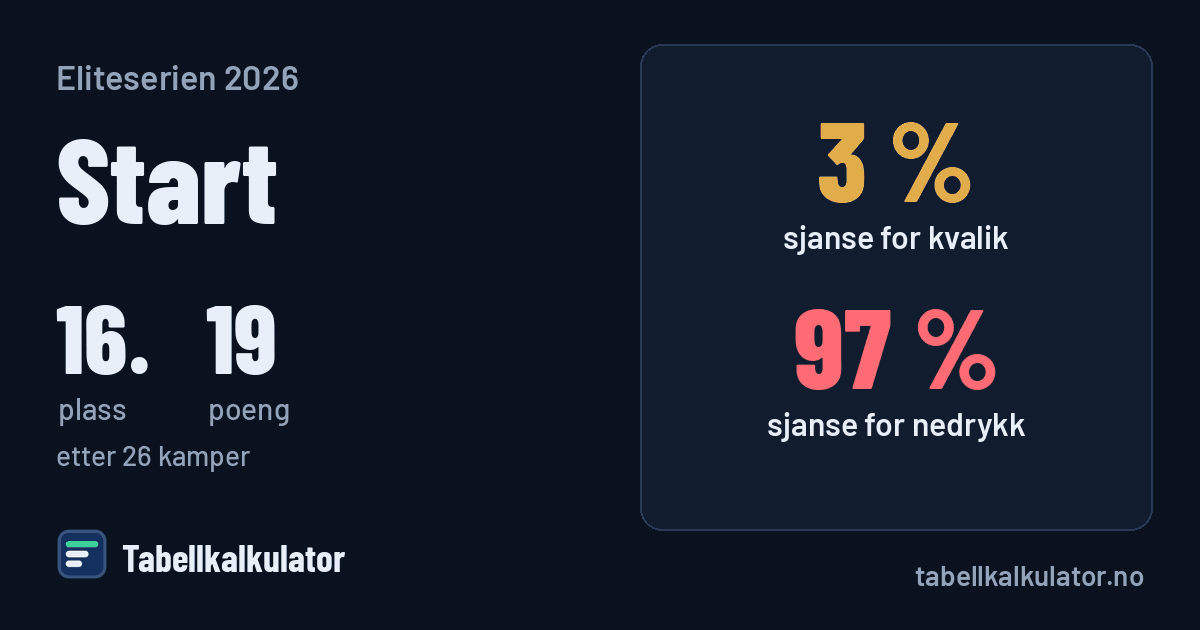 Eliteserien 2026
Start
16. 19
plass poeng
etter 26 kamper
Tabellkalkulator
3 %
sjanse for kvalik
97 %
sjanse for nedrykk
tabellkalkulator.no